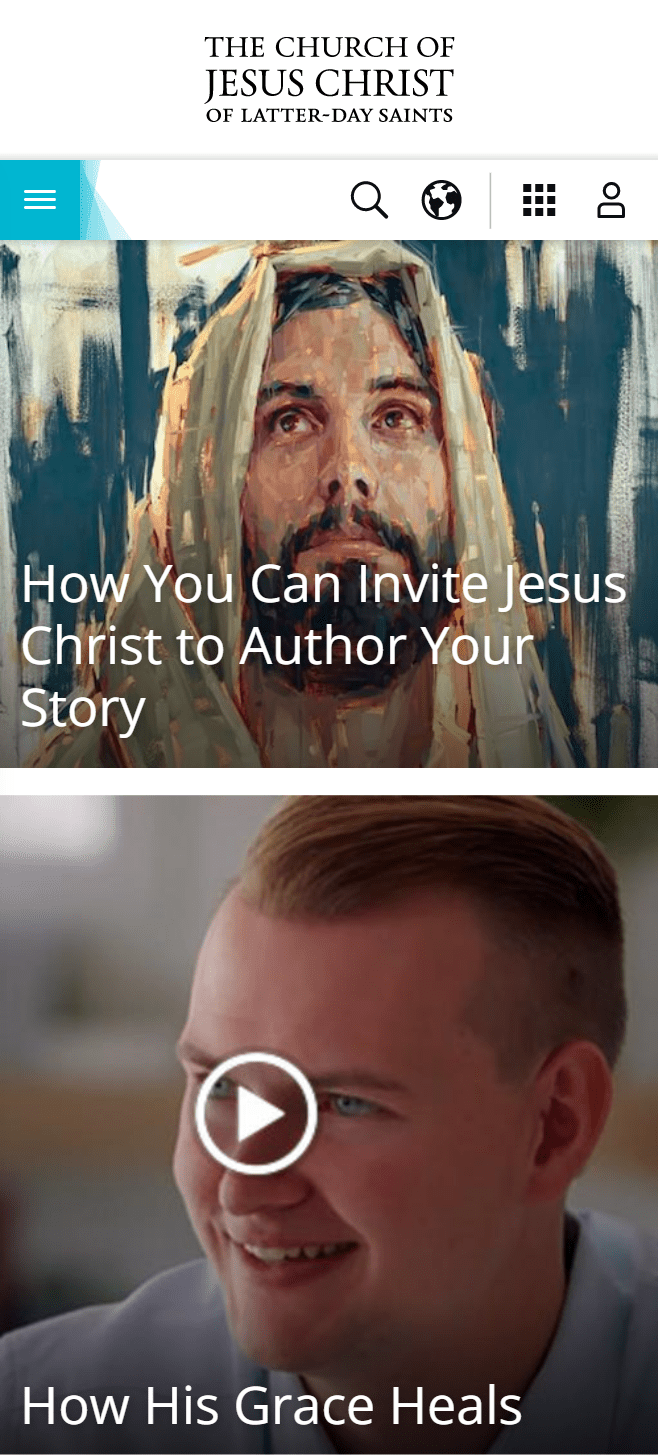 THE CHURCH OF
JESUS CHRIST
OF LATTER-DAY SAINTS
How You Can Invite Jesus
Christ to Author Your
Story
How His Grace Heals